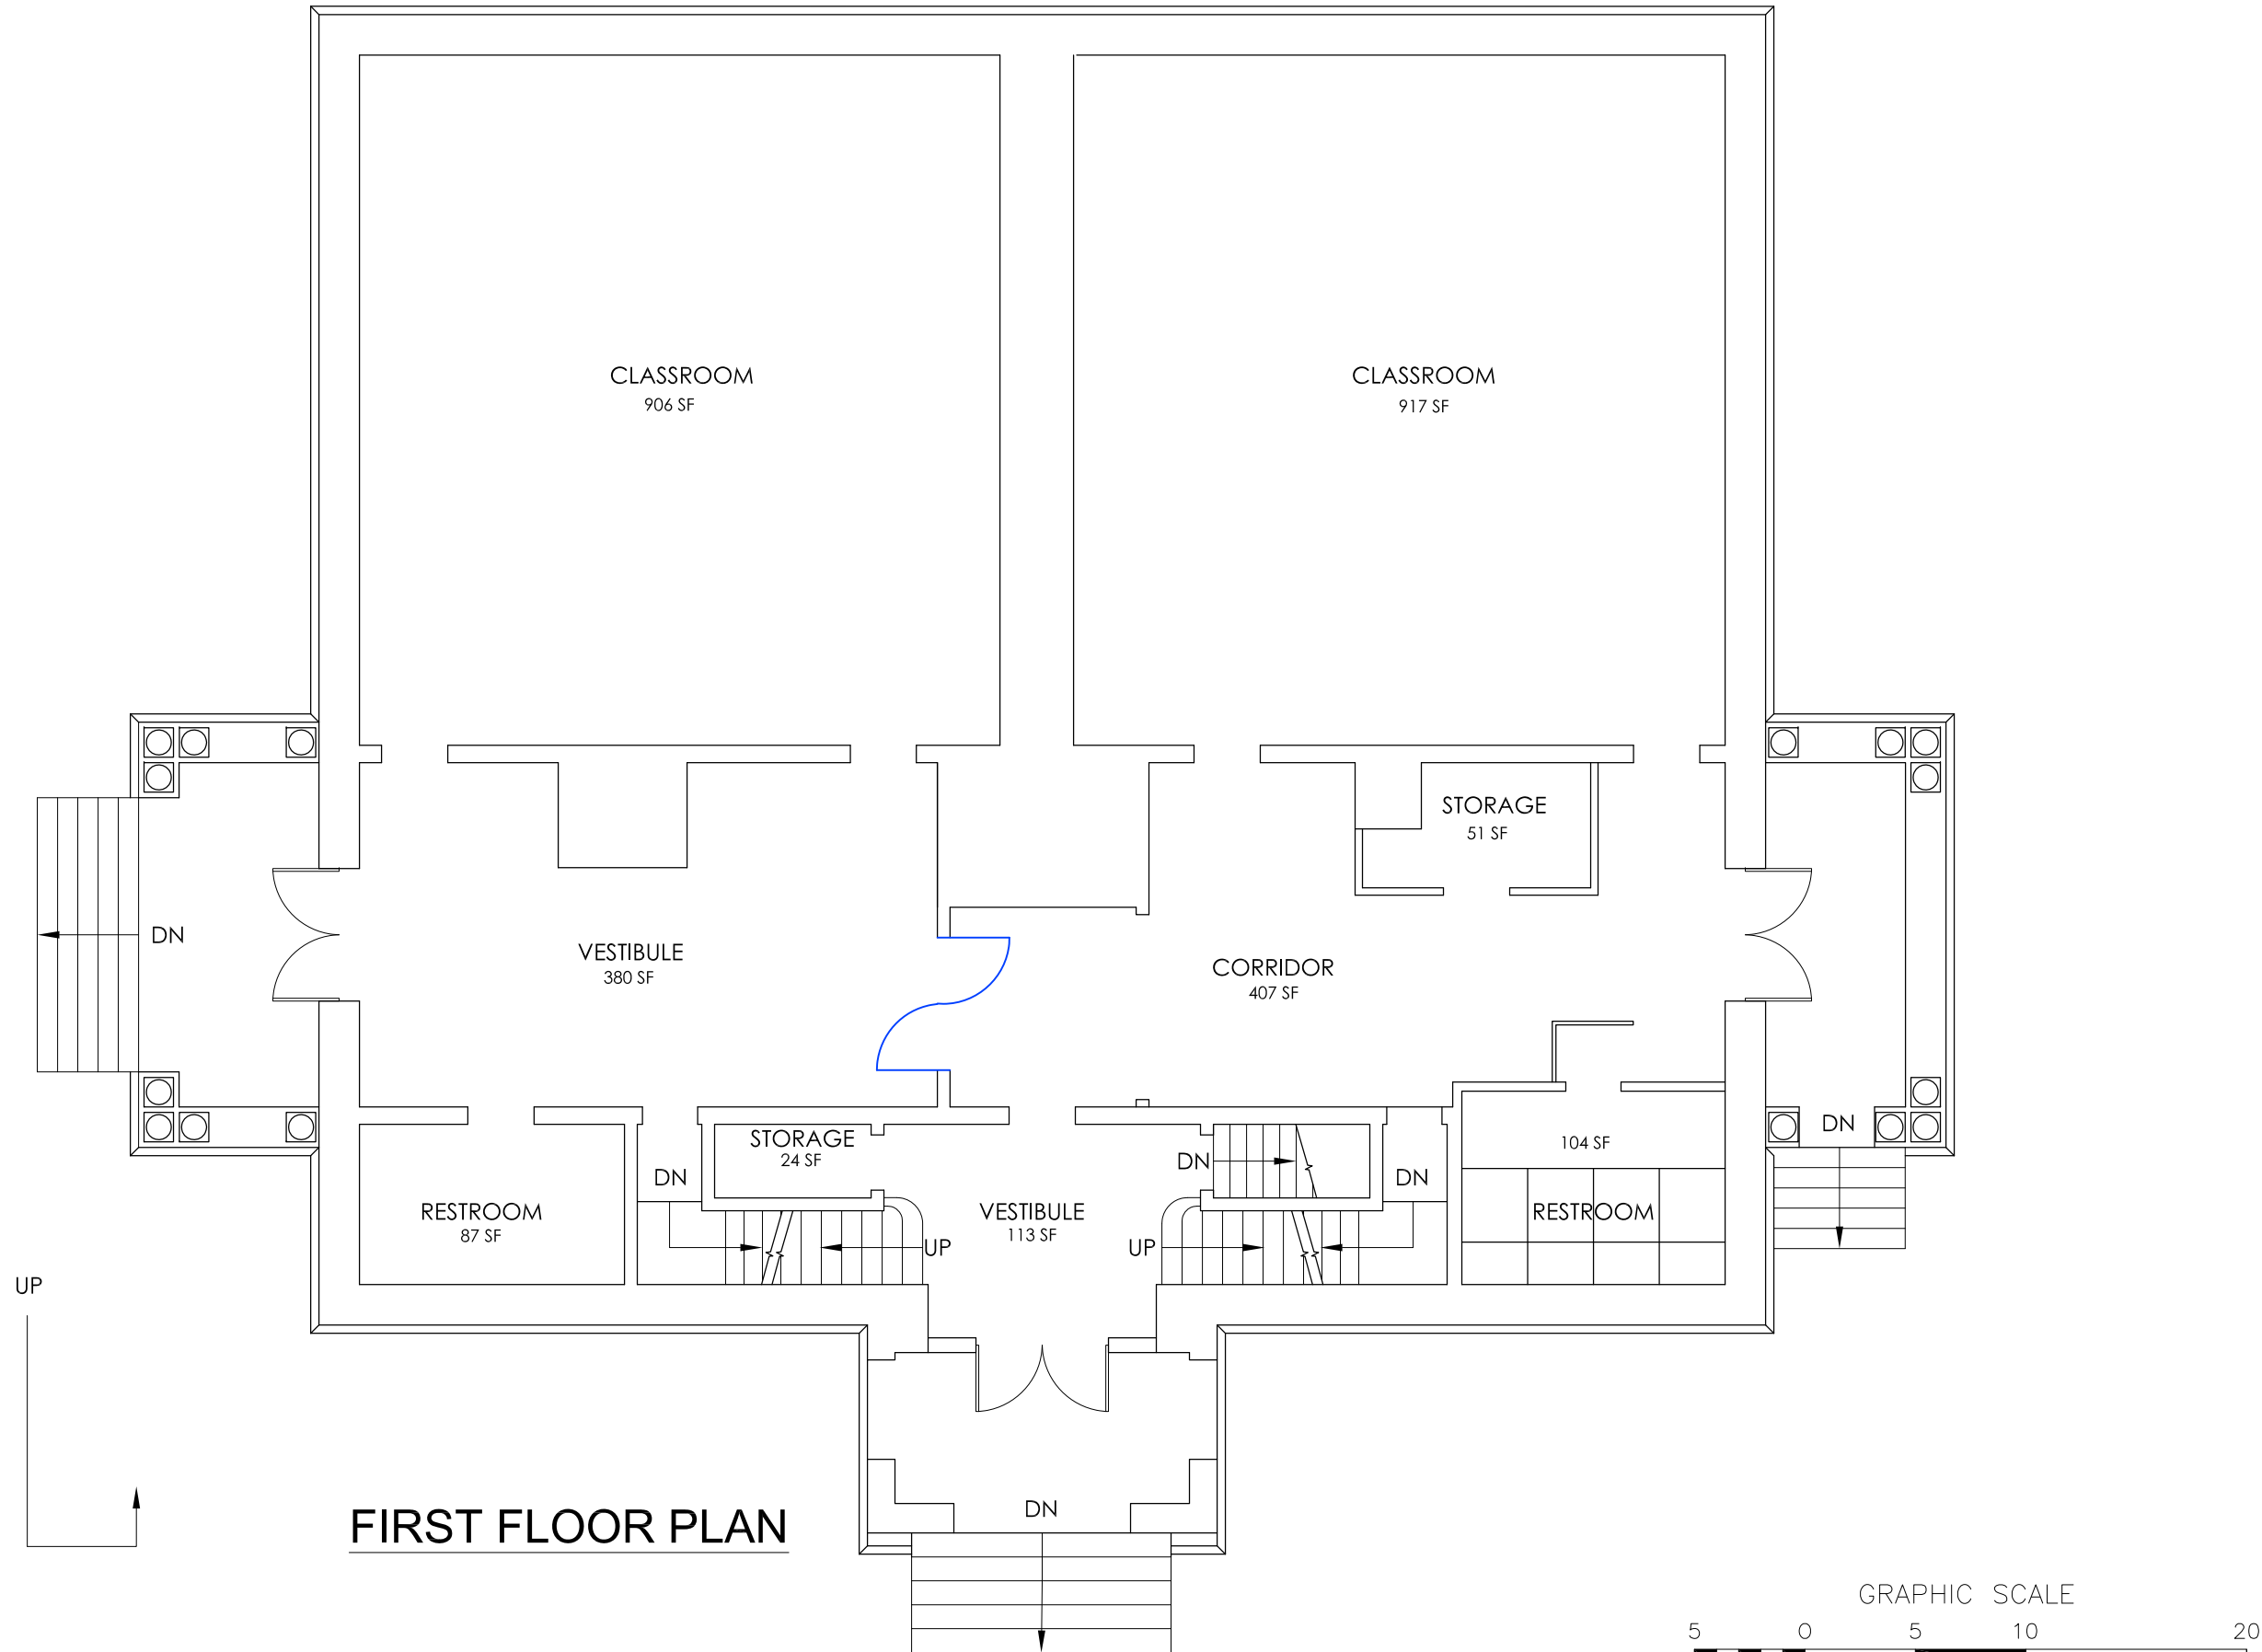 CLASSROOM
906 SF
CLASSROOM
917 SF
STORAGE
51 SF
DN
VESTIBULE
380 SF
CORRIDOR
407 SF
DN
STORAGE
24 SF
104 SF
DN
DN
DN
RESTROOM
87 SF
VESTIBULE
113 SF
RESTROOM
UP
UP
UP
DN
FIRST FLOOR PLAN
GRAPHIC SCALE
5 0 5 10 20